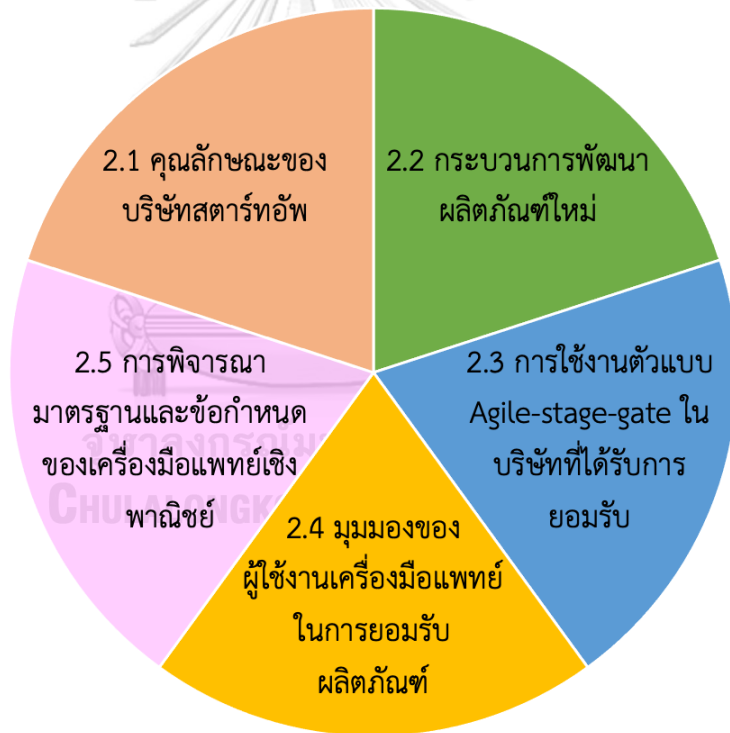 2.1 คุณลักษณะของ
บริษัทสตาร์ทอัพ
2.2 กระบวนการพัฒนา
ผลิตภัณฑ์ใหม่
2.3 การใช้งานตัวแบบ
Agile-stage-gate ใน
บริษัทที่ได้รับการ
ยอมรับ
2.4 มุมมองของ
ผู้ใช้งานเครื่องมือแพทย์
ในการยอมรับ
ผลิตภัณฑ์
2.5 การพิจารณา
มาตรฐานและข้อกำหนด
ของเครื่องมือแพทย์เชิง
พาณิชย์